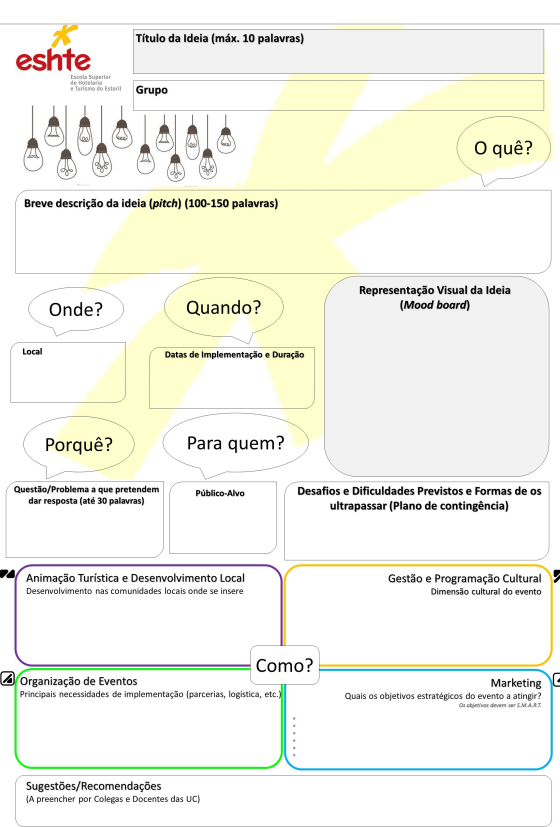 eshte
Escola Superior
de Hotelaria
e Turismo do Estoril
Título da Ideia (máx. 10 palavras)
Grupo
O quê?
Breve descrição da ideia (pitch) (100-150 palavras)
Onde?
Quando?
Representação Visual da Ideia
(Mood board)
Local
Datas de Implementação e Duração
Porquê?
Para quem?
Questão/Problema a que pretendem
dar resposta (até 30 palavras)
Público-Alvo
Desafios e Dificuldades Previstos e Formas de os
ultrapassar (Plano de contingência)
Animação Turística e Desenvolvimento Local
Desenvolvimento nas comunidades locais onde se insere
Gestão e Programação Cultural
Dimensão cultural do evento
Como?
Organização de Eventos
Principais necessidades de implementação (parcerias, logística, etc.)
Marketing
Quais os objetivos estratégicos do evento a atingir?
Os objetivos devem ser S.M.A.R.T.
Sugestões/Recomendações
(A preencher por Colegas e Docentes das UC)